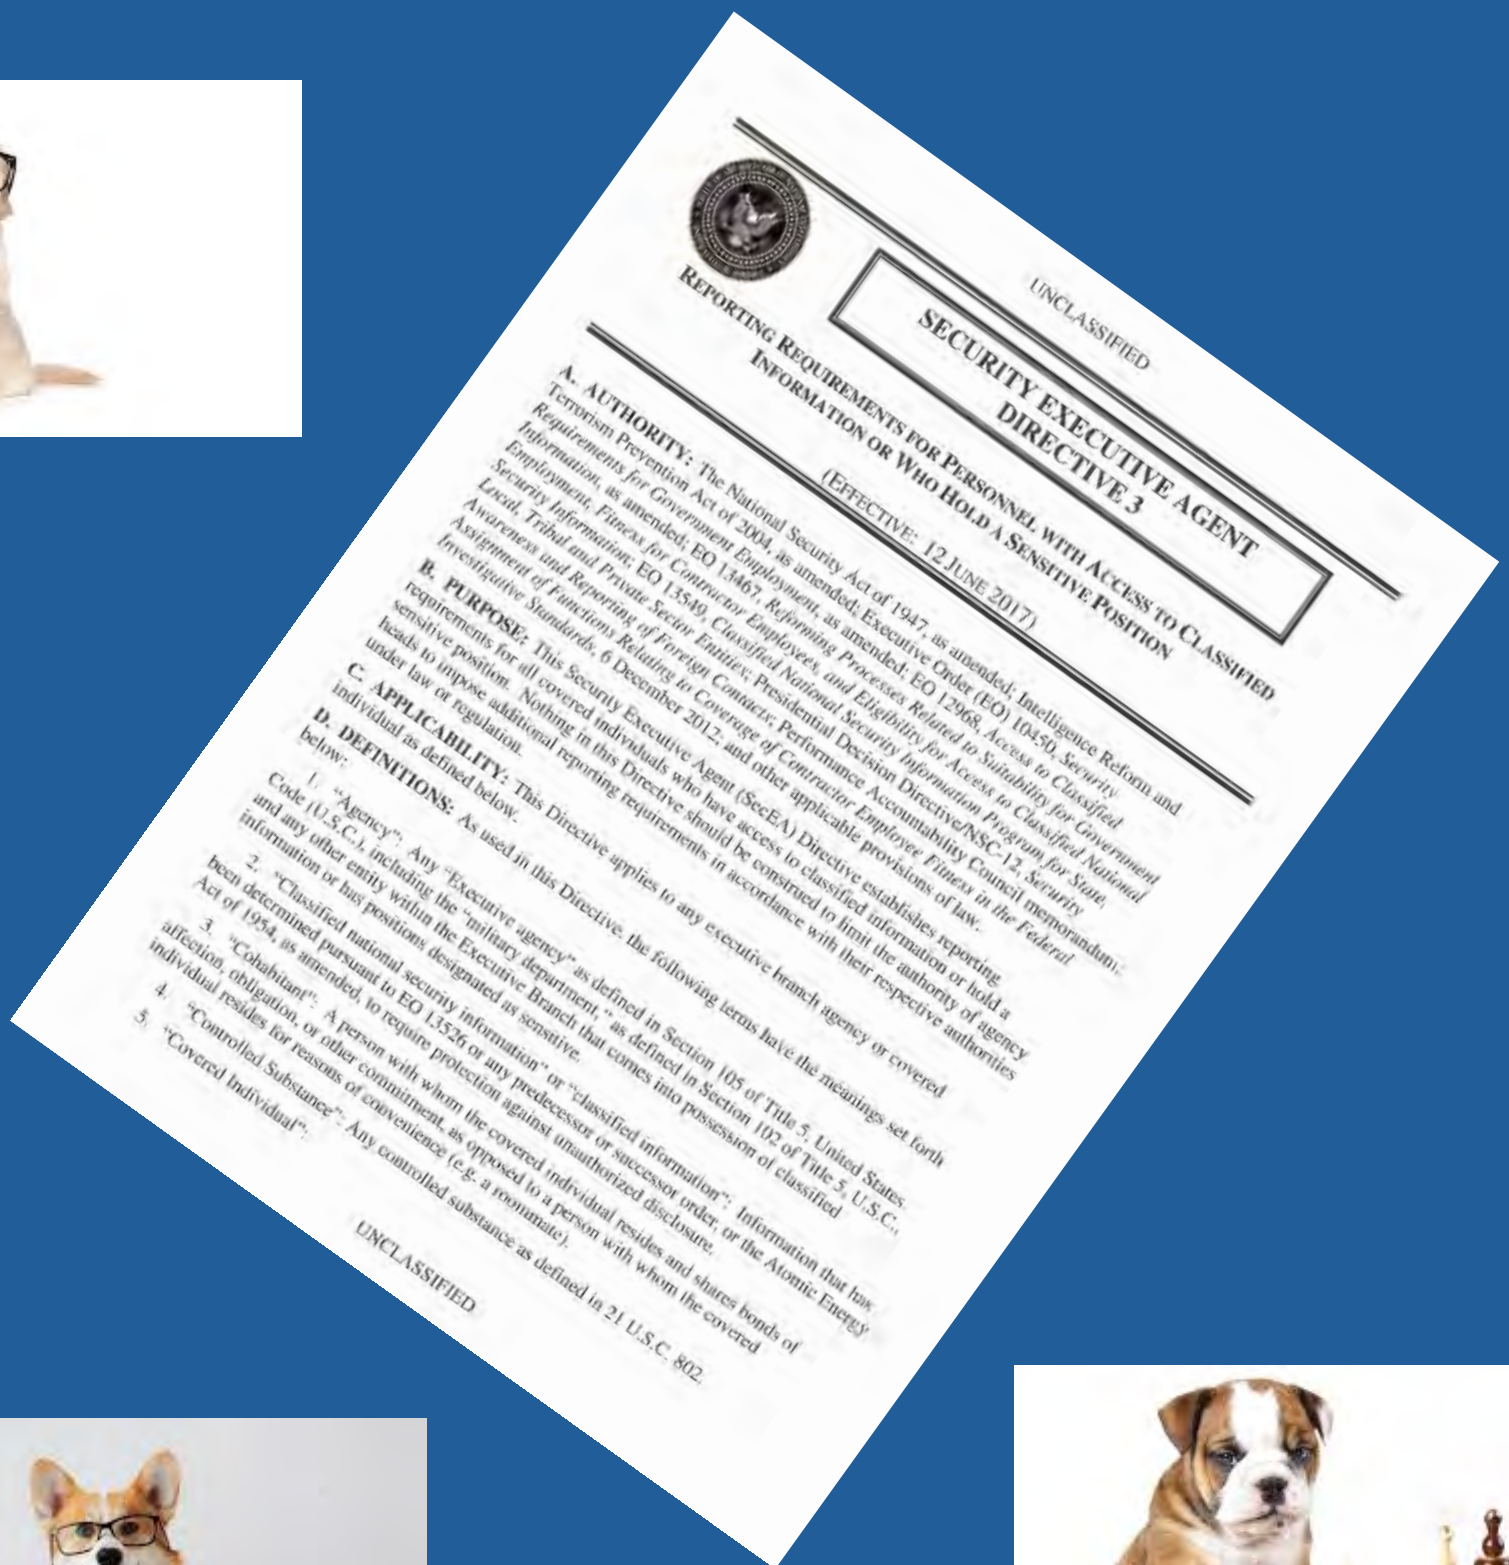 UNCLASSIFIED
SECURITY EXECUTIVE AGENT
DIRECTIVE 3
REPORTING REQUIREMENTS FOR PERSONNEL WITH ACCESS TO CLASSIFIED
INFORMATION OR WHO HOLD A SENSITIVE POSITION
(EFFECTIVE: 12 JUNE 2017)
A. AUTHORITY: The National Security Act of 1947, as amended; Intelligence Reform and
Terrorism Prevention Act of 2004, as amended; Executive Order (EO) 10450, Security
Requirements for Government Employment, as amended; EO 12968, Access to Classified
Information, as amended; EO 13467, Reforming Processes Related to Suitability for Government
Employment, Fitness for Contractor Employees, and Eligibility for Access to Classified National
Security Information; EO 13549, Classified National Security Information Program for State,
Local, Tribal and Private Sector Entities; Presidential Decision Directive/NSC-12, Security
Awareness and Reporting of Foreign Contacts; Performance Accountability Council memorandum,
Assignment of Functions Relating to Coverage of Contractor Employee Fitness in the Federal
Investigative Standards, 6 December 2012; and other applicable provisions of law.
B. PURPOSE: This Security Executive Agent (SecEA) Directive establishes reporting
requirements for all covered individuals who have access to classified information or hold a
sensitive position. Nothing in this Directive should be construed to limit the authority of agency
heads to impose additional reporting requirements in accordance with their respective authorities
under law or regulation.
C. APPLICABILITY: This Directive applies to any executive branch agency or covered
individual as defined below.
D. DEFINITIONS: As used in this Directive, the following terms have the meanings set forth
below:
1. "Agency": Any "Executive agency" as defined in Section 105 of Title 5, United States
Code (U.S.C.), including the "military department," as defined in Section 102 of Title 5, U.S.C.,
and any other entity within the Executive Branch that comes into possession of classified
information or has positions designated as sensitive.
2. "Classified national security information" or "classified information": Information that has
been determined pursuant to EO 13526 or any predecessor or successor order, or the Atomic Energy
Act of 1954, as amended, to require protection against unauthorized disclosure.
3. "Cohabitant": A person with whom the covered individual resides and shares bonds of
affection, obligation, or other commitment, as opposed to a person with whom the covered
individual resides for reasons of convenience (e.g. a roommate).
4. "Controlled Substance": Any controlled substance as defined in 21 U.S.C. 802.
5. "Covered Individual":
UNCLASSIFIED